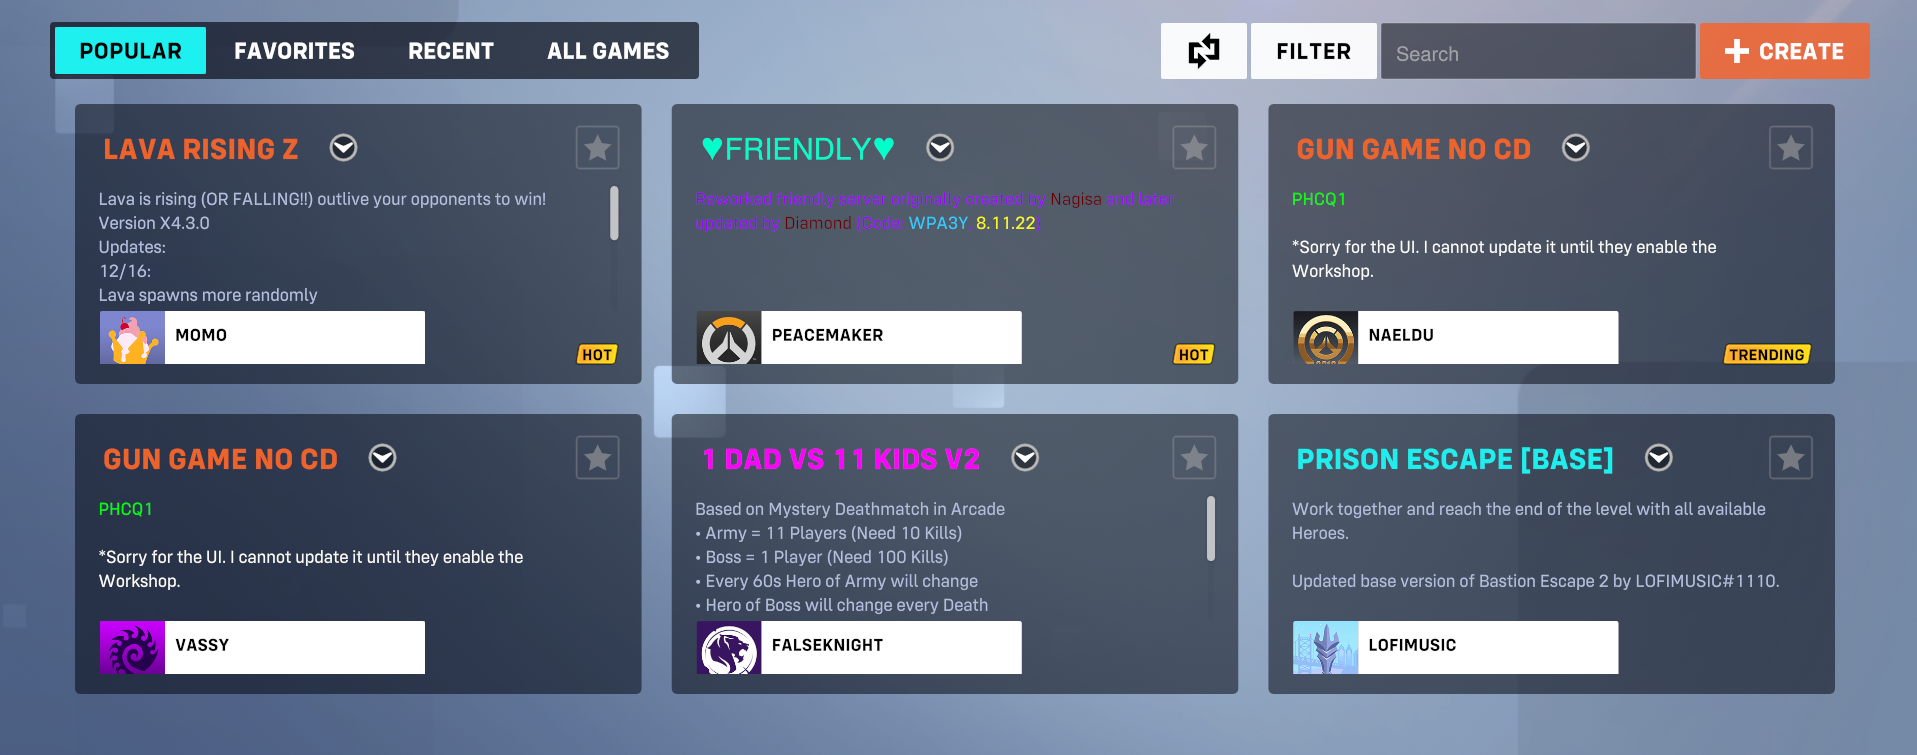 POPULAR
FAVORITES
RECENT
ALL GAMES
FILTER
Search
CREATE
LAVA RISING Z
Lava is rising (OR FALLING!!) outlive your opponents to win!
Version X4.3.0
Updates:
12/16:
Lava spawns more randomly
MOMO
HOT
♥FRIENDLY♥
Reworked friendly server originally created by Nagisa and later
updated by Diamond (Code: WPA3Y, 8.11.22)
PEACEMAKER
HOT
GUN GAME NO CD
PHCQ1
*Sorry for the UI. I cannot update it until they enable the
Workshop.
NAELDU
TRENDING
GUN GAME NO CD
PHCQ1
*Sorry for the UI. I cannot update it until they enable the
Workshop.
VASSY
1 DAD VS 11 KIDS V2
Based on Mystery Deathmatch in Arcade
• Army = 11 Players (Need 10 Kills)
• Boss = 1 Player (Need 100 Kills)
• Every 60s Hero of Army will change
• Hero of Boss will change every Death
FALSEKNIGHT
PRISON ESCAPE [BASE]
Work together and reach the end of the level with all available
Heroes.
Updated base version of Bastion Escape 2 by LOFIMUSIC#1110.
LOFIMUSIC